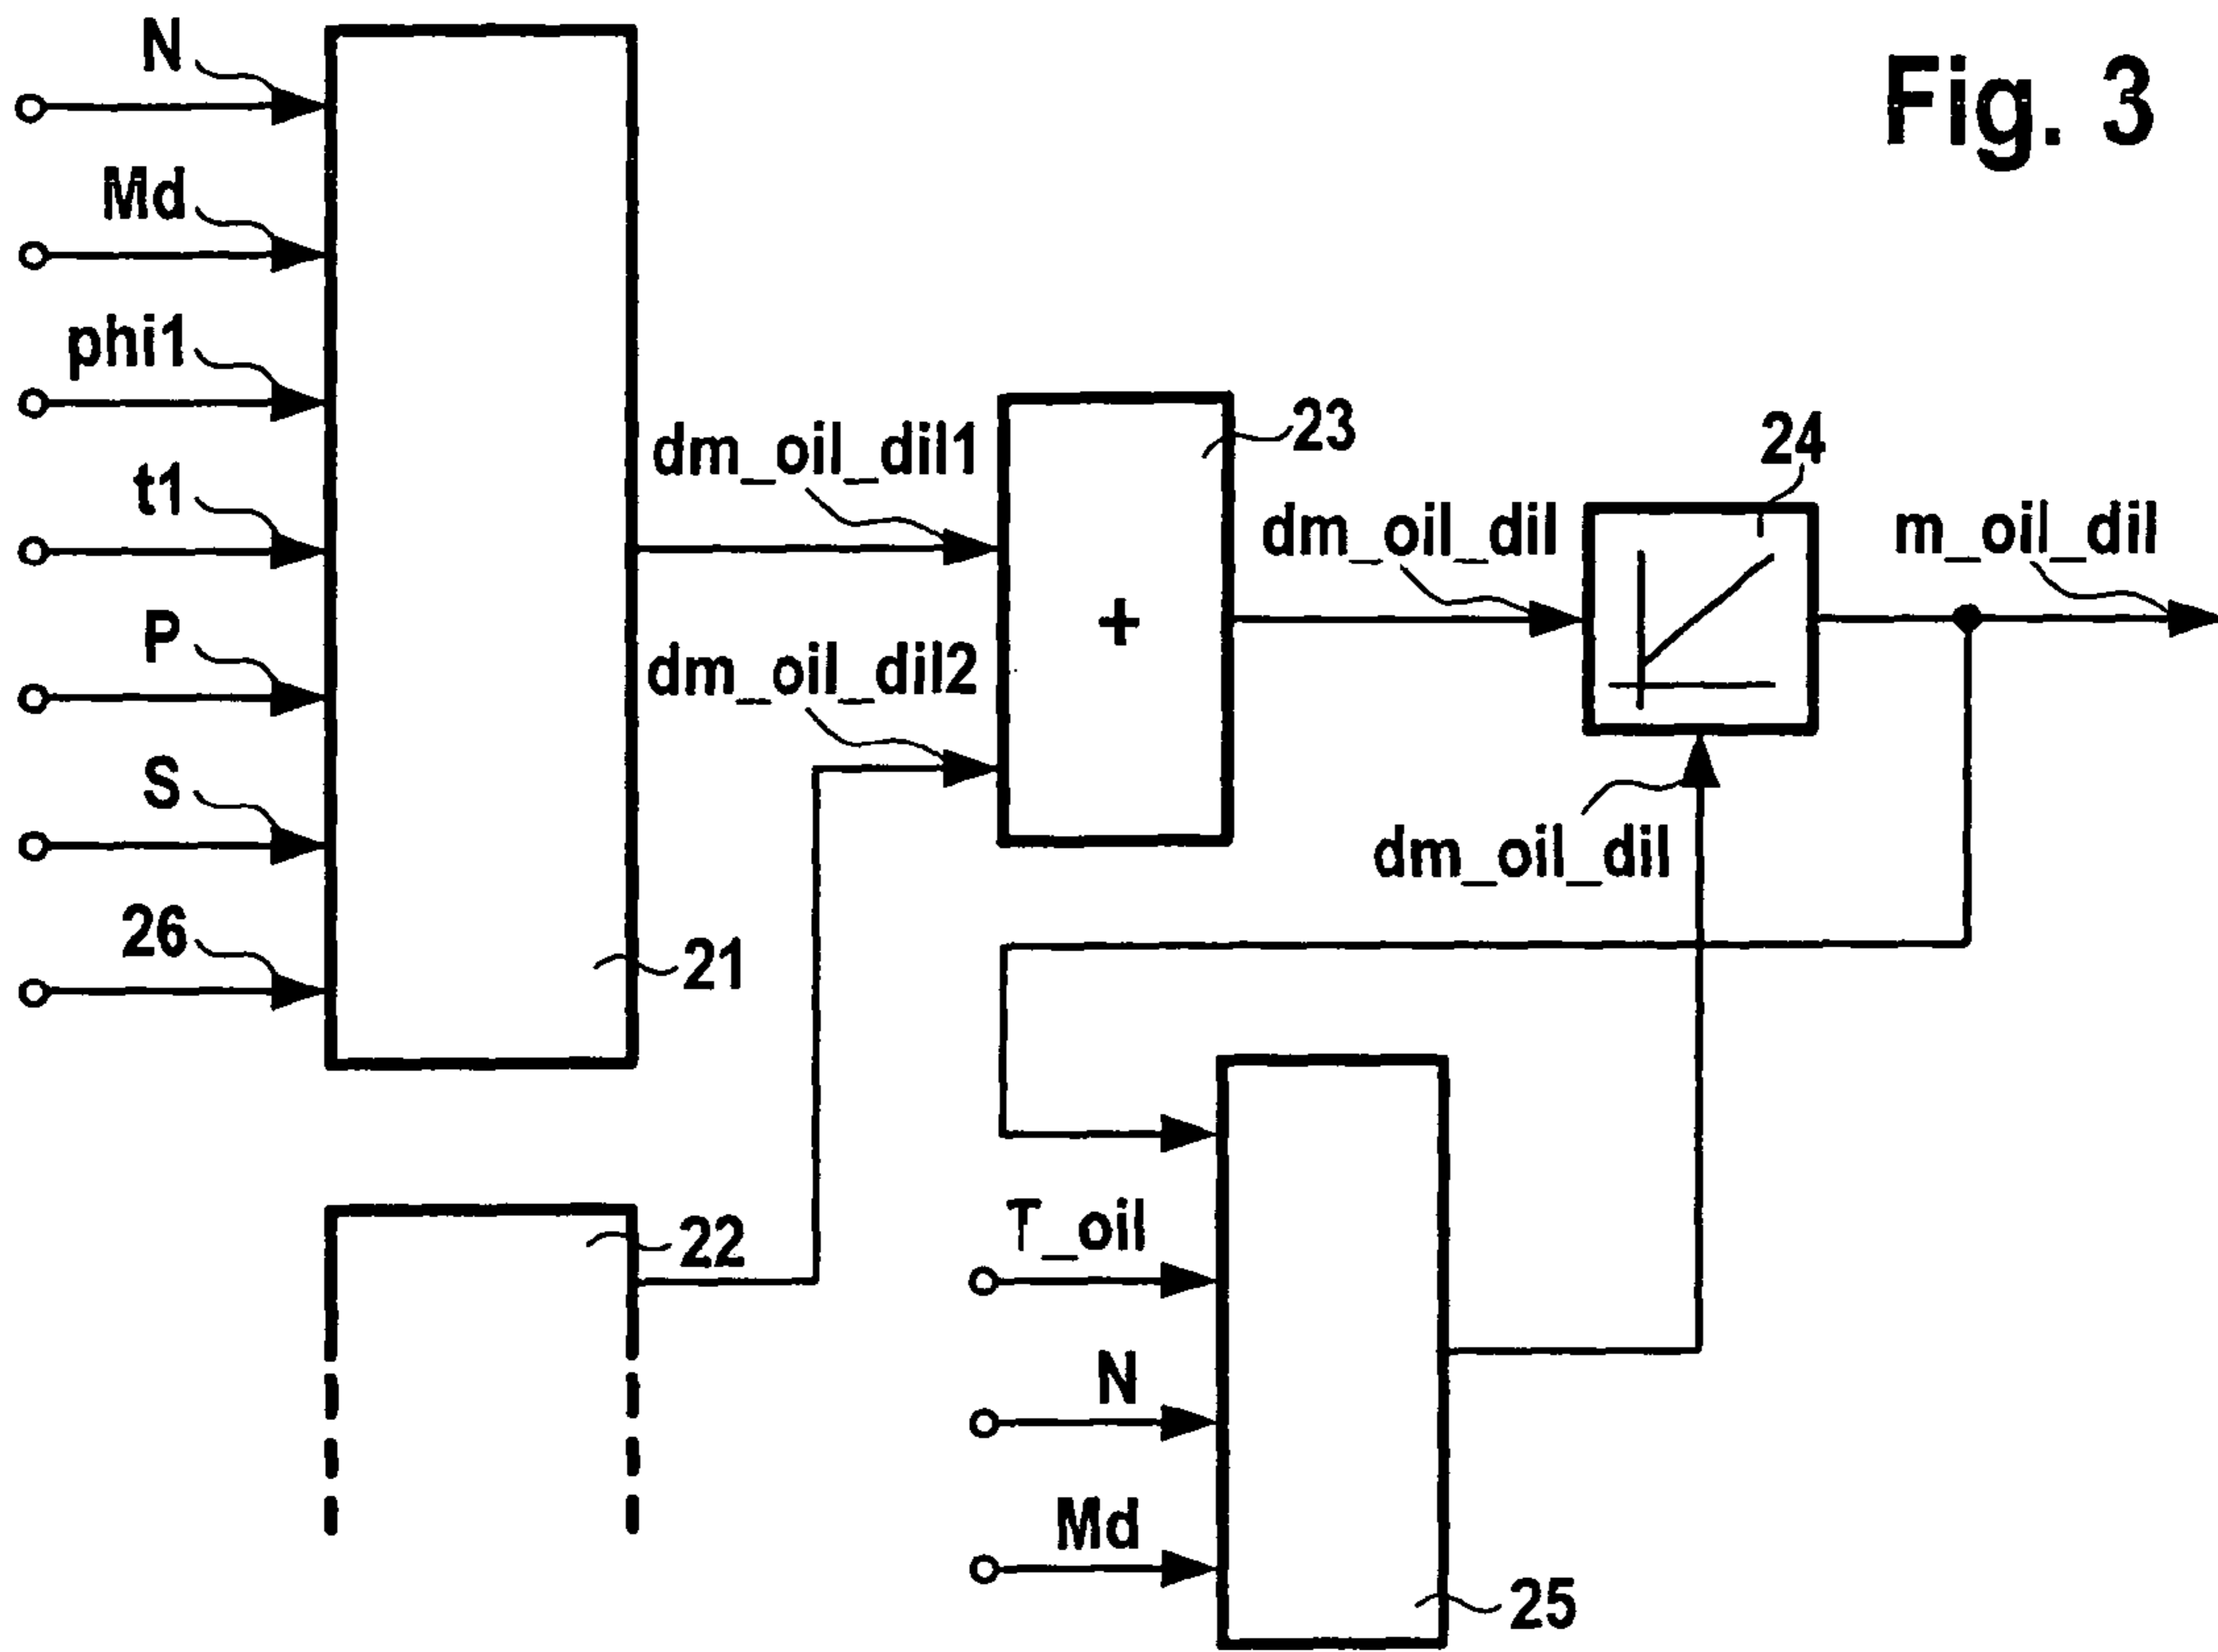 Fig. 3
N
Md
phi1
t1
P
S
26
21
22
dm_oil_dil1
dm_oil_dil2
23
+
dm_oil_dil
24
m_oil_dil
dm_oil_dil
T_oil
N
Md
25